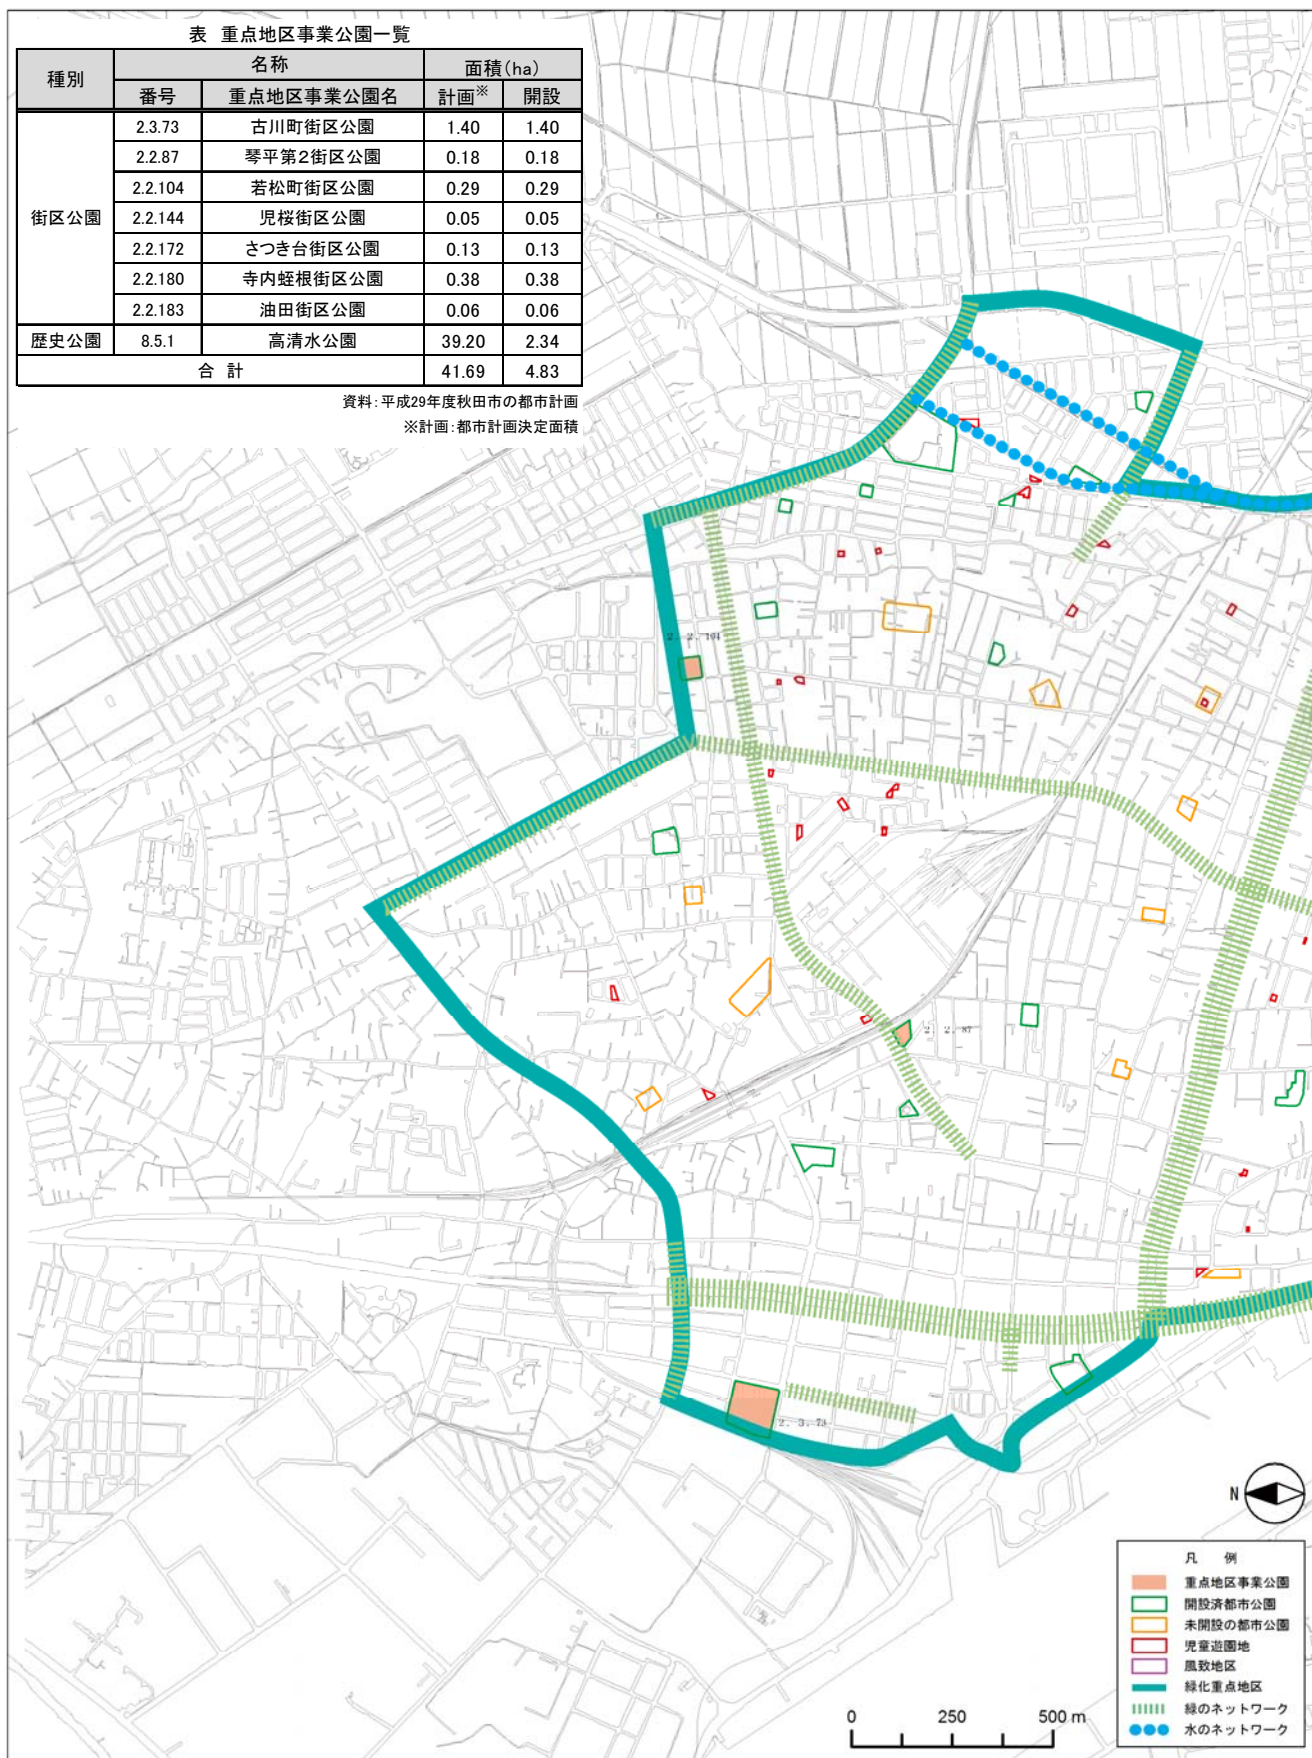 表 重点地区事業公園一覧
種別 名称 面積(ha)
番号 重点地区事業公園名 計画※ 開設
街区公園 2.3.73 古川町街区公園 1.40 1.40
2.2.87 琴平第2街区公園 0.18 0.18
2.2.104 若松町街区公園 0.29 0.29
2.2.144 児桜街区公園 0.05 0.05
2.2.172 さつき台街区公園 0.13 0.13
2.2.180 寺内蛭根街区公園 0.38 0.38
2.2.183 油田街区公園 0.06 0.06
歴史公園 8.5.1 高清水公園 39.20 2.34
合 計 41.69 4.83
資料:平成29年度秋田市の都市計画
※計画:都市計画決定面積
2. 2. 104
2. 2. 87
2. 3. 73
N
凡 例
重点地区事業公園
開設済都市公園
未開設の都市公園
児童遊園地
風致地区
緑化重点地区
緑のネットワーク
水のネットワーク
0 250 500 m